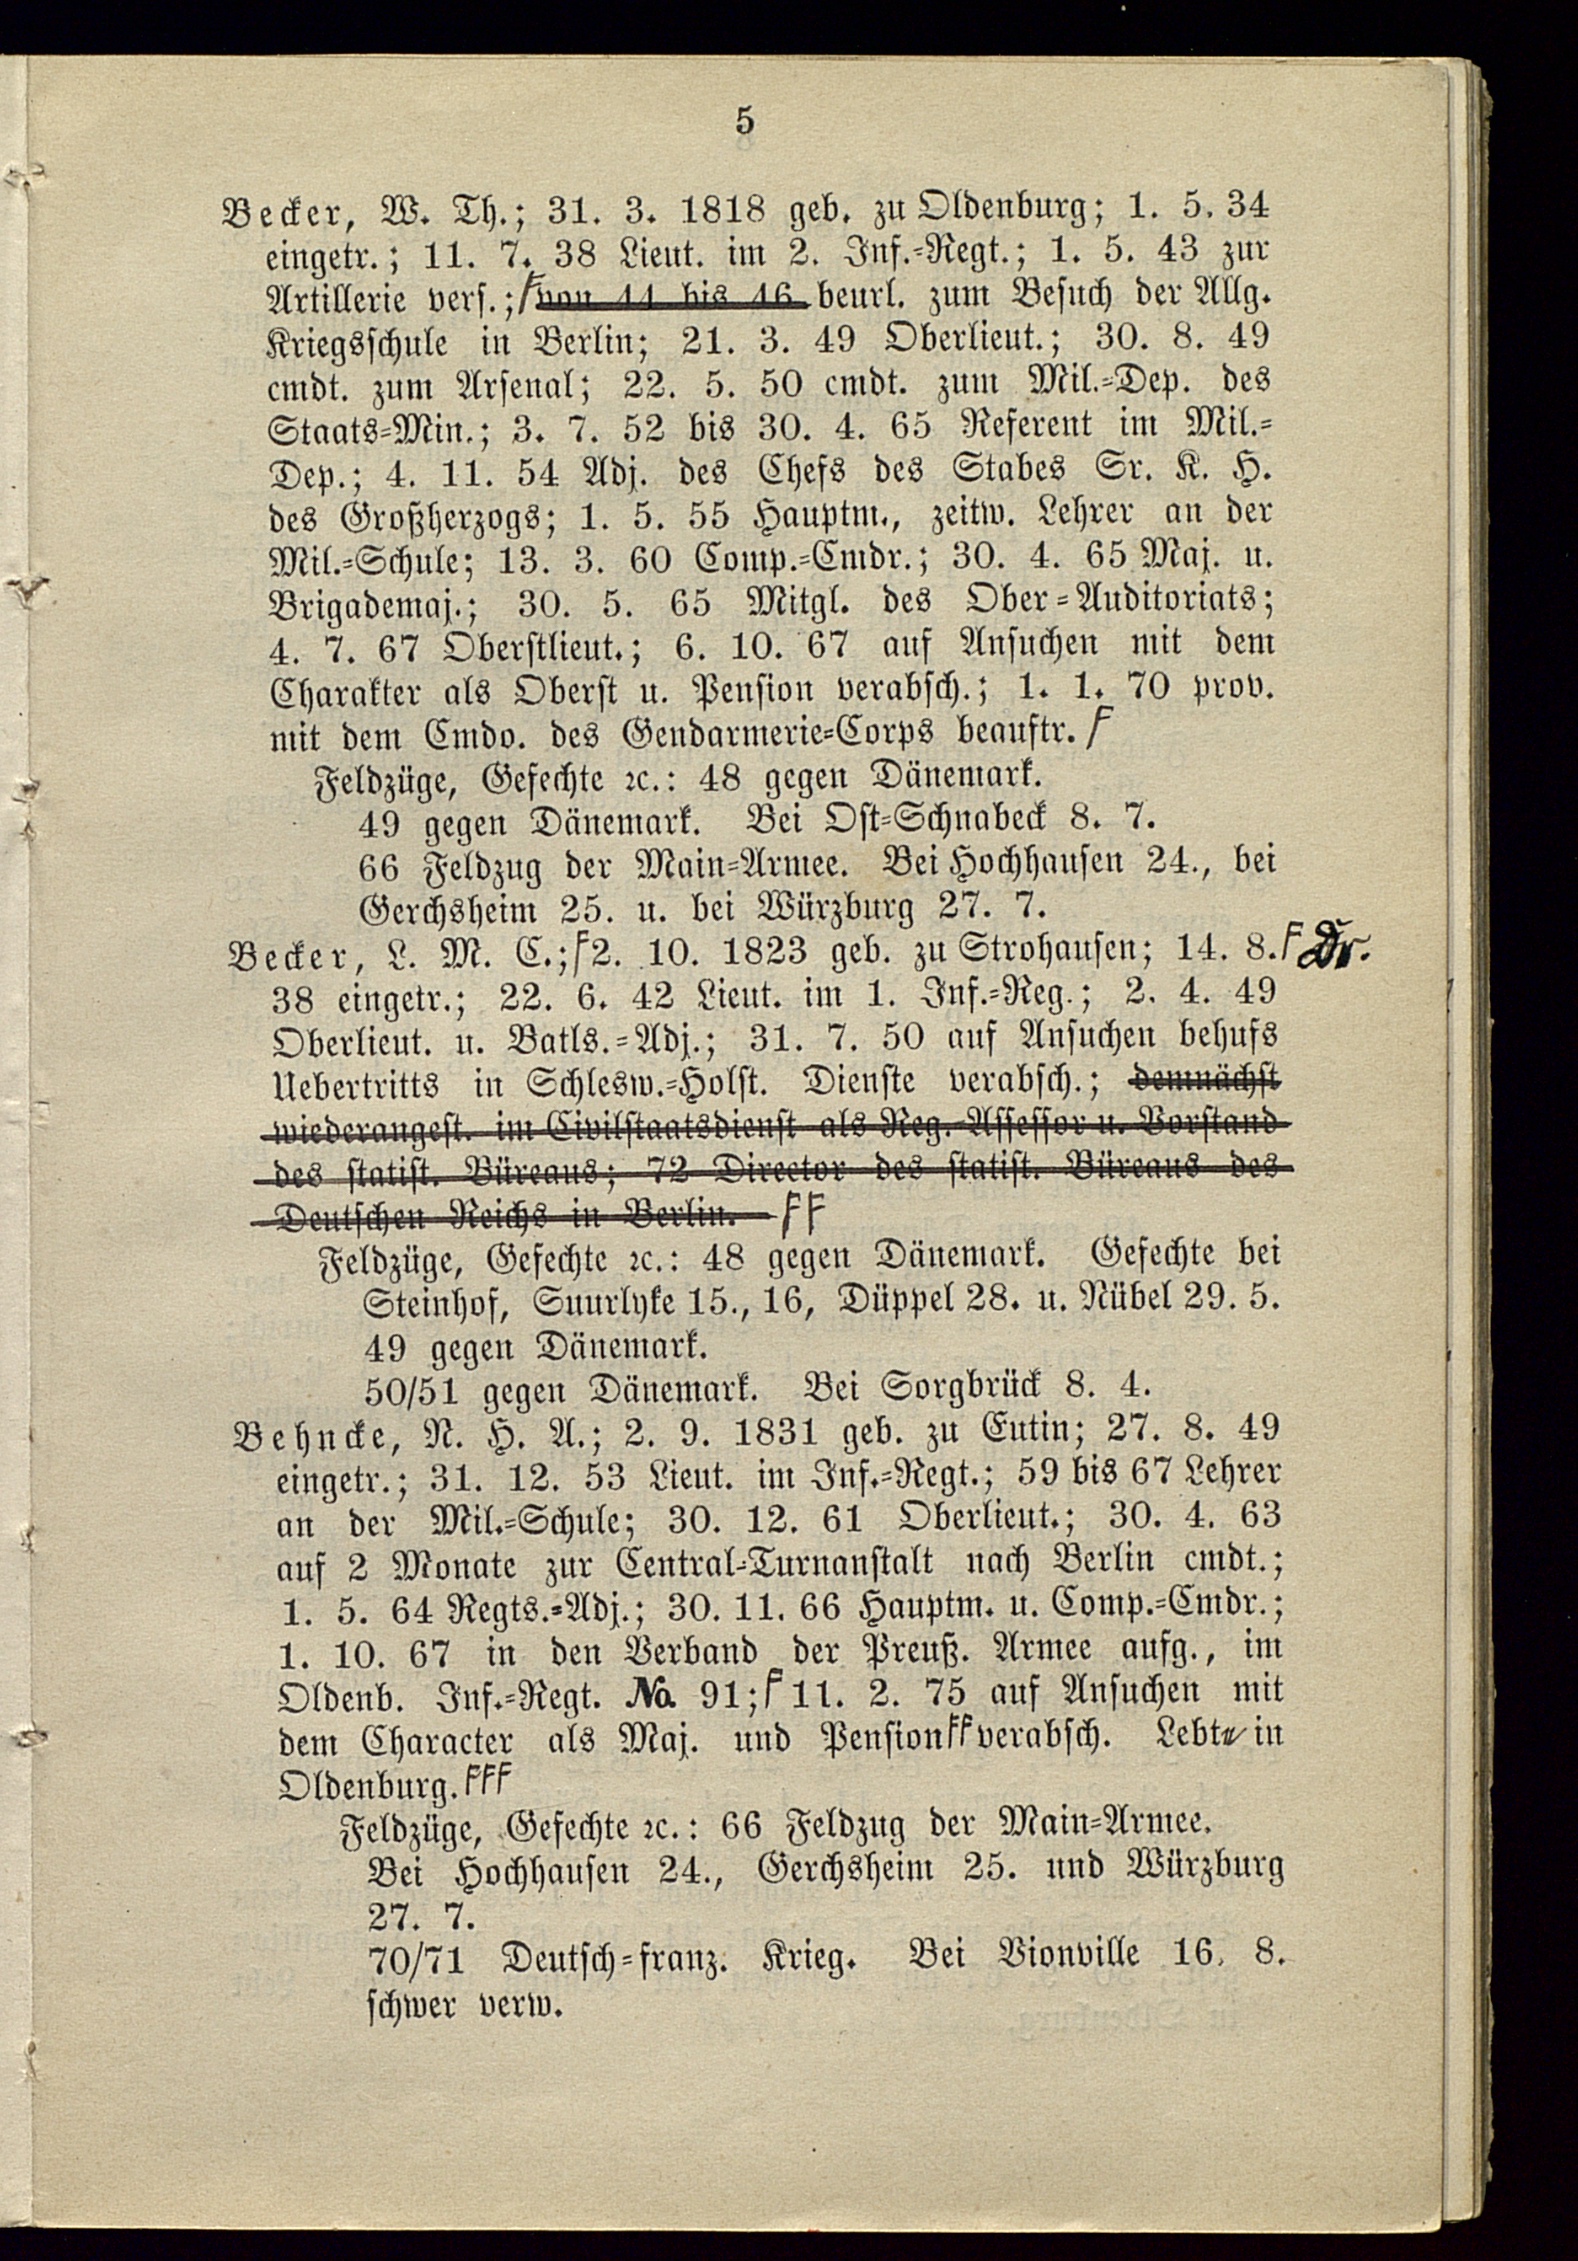 5
Becker, W. Th.; 31. 3. 1818 geb. zu Oldenburg; 1. 5. 34
eingetr.; 11. 7. 38 Lieut. im 2. Inf.-Regt.; 1. 5. 43 zur
Artillerie vers.; von 44 bis 46 beurl. zum Besuch der Allg.
Kriegsschule in Berlin; 21. 3. 49 Oberlieut.; 30. 8. 49
cmdt. zum Arsenal; 22. 5. 50 cmdt. zum Mil.-Dep. des
Staats-Min.; 3. 7. 52 bis 30. 4. 65 Referent im Mil.-
Dep.; 4. 11. 54 Adj. des Chefs des Stabes Sr. K. H.
des Großherzogs; 1. 5. 55 Hauptm., zeitw. Lehrer an der
Mil.-Schule; 13. 3. 60 Comp.-Cmdr.; 30. 4. 65 Maj. u.
Brigademaj.; 30. 5. 65 Mitgl. des Ober-Auditoriats;
4. 7. 67 Oberstlieut.; 6. 10. 67 auf Ansuchen mit dem
Charakter als Oberst u. Pension verabsch.; 1. 1. 70 prov.
mit dem Cmdo. des Gendarmerie-Corps beauftr. F
Feldzüge, Gefechte ꝛc.: 48 gegen Dänemark.
49 gegen Dänemark. Bei Ost-Schnabeck 8. 7.
66 Feldzug der Main-Armee. Bei Hochhausen 24., bei
Gerchsheim 25. u. bei Würzburg 27. 7.
Becker, L. M. C.; F 2. 10. 1823 geb. zu Strohausen; 14. 8. F Dr.
38 eingetr.; 22. 6. 42 Lieut. im 1. Inf.-Reg.; 2. 4. 49
Oberlieut. u. Batls.-Adj.; 31. 7. 50 auf Ansuchen behufs
Uebertritts in Schlesw.-Holst. Dienste verabsch.; demnächst
wiederangest. im Civilstaatsdienst als Reg.-Assessor u. Vorstand
des statist. Büreaus; 72 Director des statist. Büreaus des
Deutschen Reichs in Berlin. FF
Feldzüge, Gefechte ꝛc.: 48 gegen Dänemark. Gefechte bei
Steinhof, Suurlyke 15., 16, Düppel 28. u. Nübel 29. 5.
49 gegen Dänemark.
50/51 gegen Dänemark. Bei Sorgbrück 8. 4.
Behncke, N. H. A.; 2. 9. 1831 geb. zu Eutin; 27. 8. 49
eingetr.; 31. 12. 53 Lieut. im Inf.-Regt.; 59 bis 67 Lehrer
an der Mil.-Schule; 30. 12. 61 Oberlieut.; 30. 4. 63
auf 2 Monate zur Central-Turnanstalt nach Berlin cmdt.;
1. 5. 64 Regts.-Adj.; 30. 11. 66 Hauptm. u. Comp.-Cmdr.;
1. 10. 67 in den Verband der Preuß. Armee aufg., im
Oldenb. Inf.-Regt. No. 91; F 11. 2. 75 auf Ansuchen mit
dem Character als Maj. und Pension FF verabsch. Lebte in
Oldenburg. FFF
Feldzüge, Gefechte ꝛc.: 66 Feldzug der Main-Armee.
Bei Hochhausen 24., Gerchsheim 25. und Würzburg
27. 7.
70/71 Deutsch-franz. Krieg. Bei Vionville 16. 8.
schwer verw.